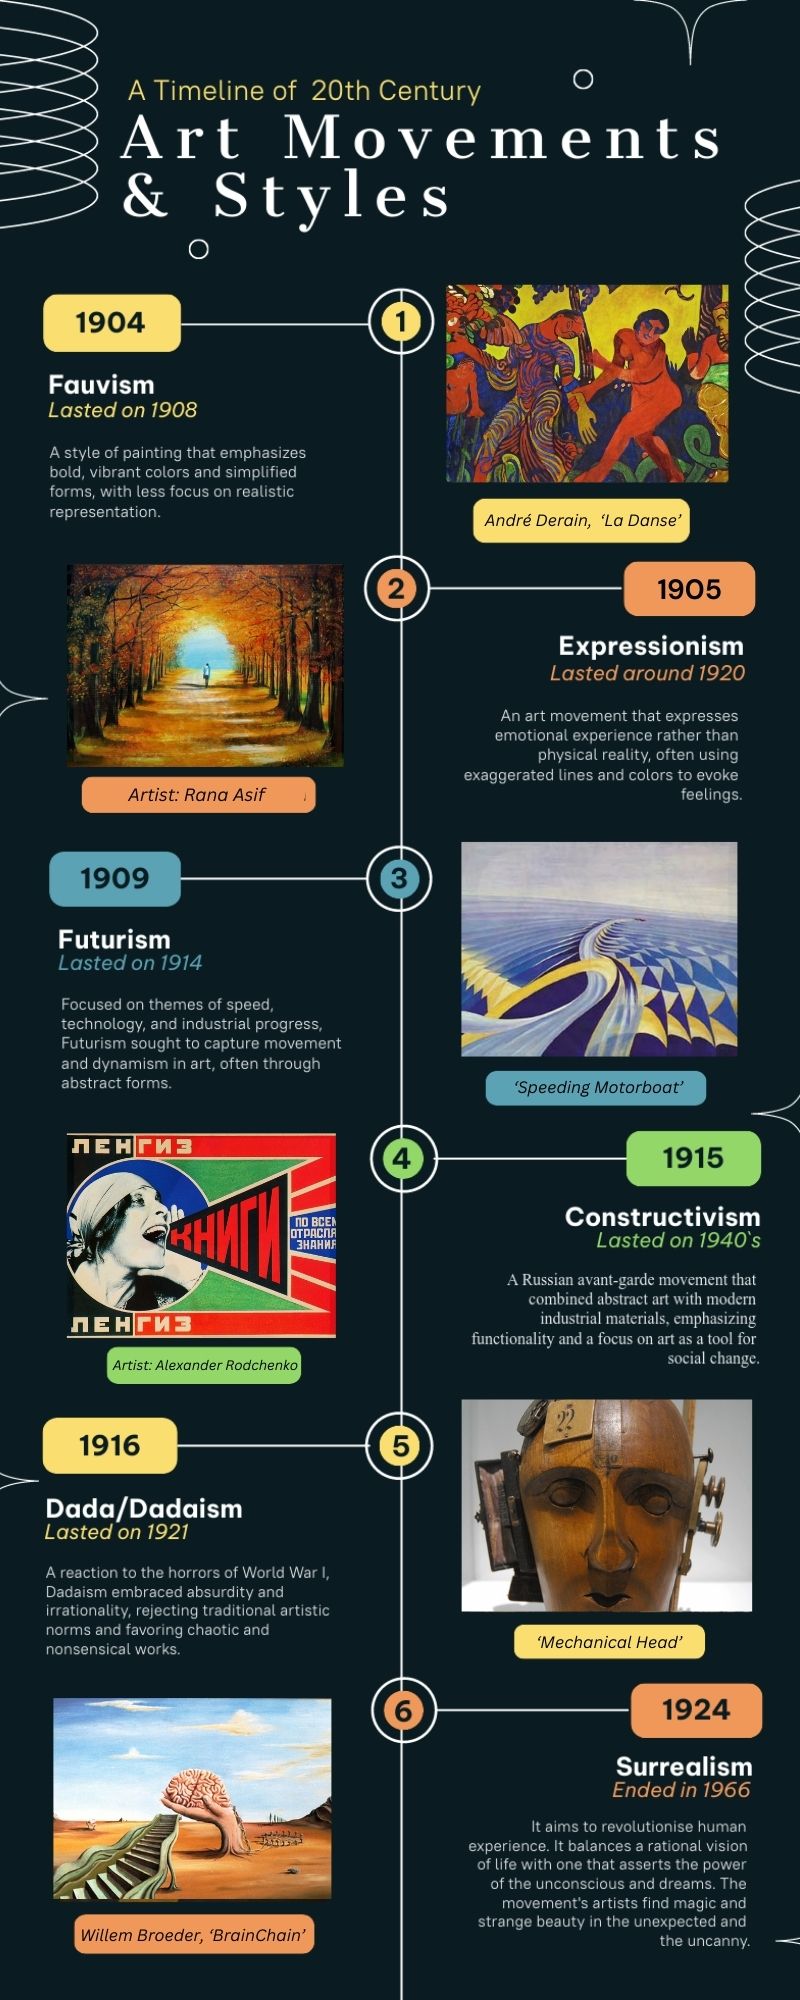 A Timeline of 20th Century
Art Movements
& Styles
1904
1
Fauvism
Lasted on 1908
A style of painting that emphasizes
bold, vibrant colors and simplified
forms, with less focus on realistic
representation.
André Derain, ‘La Danse’
2
1905
Expressionism
Lasted around 1920
An art movement that expresses
emotional experience rather than
physical reality, often using
exaggerated lines and colors to evoke
feelings.
Artist: Rana Asif
1909
3
Futurism
Lasted on 1914
Focused on themes of speed,
technology, and industrial progress,
Futurism sought to capture movement
and dynamism in art, often through
abstract forms.
‘Speeding Motorboat’
ЛЕНГИЗ
КНИГИ
ПО ВСЕМ
ОТРАСЛЯ
ЗНАНИЯ
ЛЕНГИЗ
Artist: Alexander Rodchenko
4
1915
Constructivism
Lasted on 1940`s
A Russian avant-garde movement that
combined abstract art with modern
industrial materials, emphasizing
functionality and a focus on art as a tool for
social change.
1916
5
Dada/Dadaism
Lasted on 1921
A reaction to the horrors of World War I,
Dadaism embraced absurdity and
irrationality, rejecting traditional artistic
norms and favoring chaotic and
nonsensical works.
22
‘Mechanical Head’
6
1924
Surrealism
Ended in 1966
It aims to revolutionise human
experience. It balances a rational vision
of life with one that asserts the power
of the unconscious and dreams. The
movement's artists find magic and
strange beauty in the unexpected and
the uncanny.
Willem Broeder, ‘BrainChain’